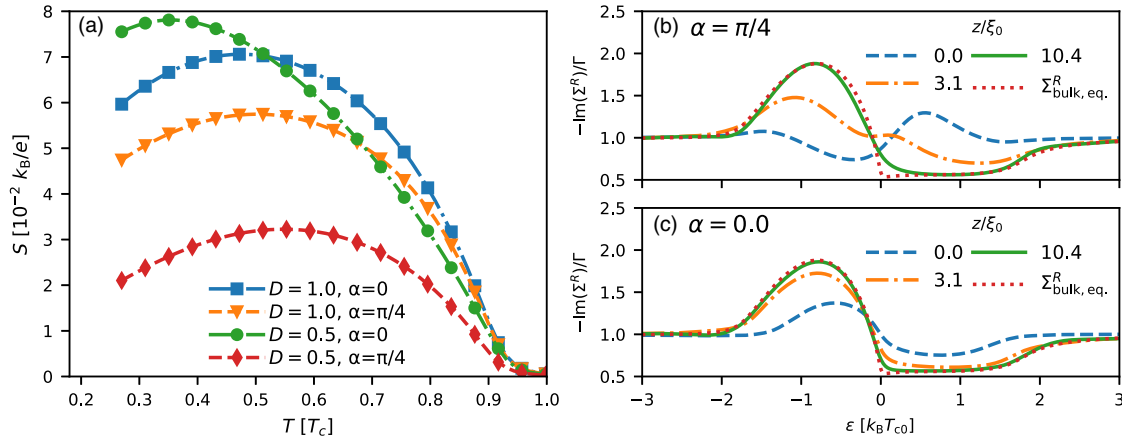 (a)
8
7
6
5
4
3
2
1
0
S [10⁻² k_B/e]
D = 1.0, α=0
D = 1.0, α=π/4
D = 0.5, α=0
D = 0.5, α=π/4
0.2 0.3 0.4 0.5 0.6 0.7 0.8 0.9 1.0
T [T_c]
(b) α = π/4
z/ξ₀
0.0 10.4
3.1 Σ^R_bulk, eq.
2.5
2.0
1.5
1.0
0.5
−Im(Σ^R)/Γ
(c) α = 0.0
z/ξ₀
0.0 10.4
3.1 Σ^R_bulk, eq.
2.5
2.0
1.5
1.0
0.5
−Im(Σ^R)/Γ
−3 −2 −1 0 1 2 3
ε [k_BT_c0]